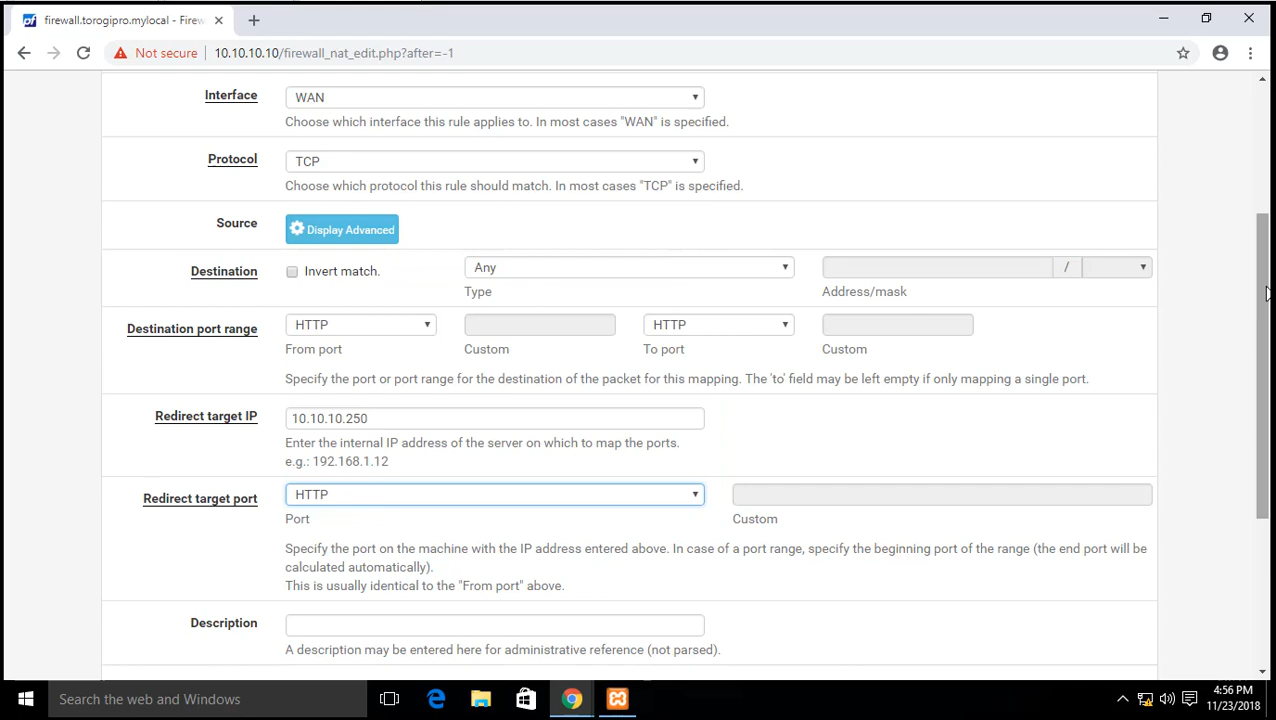 firewall.torogipro.mylocal - Firew
Not secure 10.10.10.10/firewall_nat_edit.php?after=-1
Interface WAN
Choose which interface this rule applies to. In most cases "WAN" is specified.
Protocol TCP
Choose which protocol this rule should match. In most cases "TCP" is specified.
Source Display Advanced
Destination Invert match. Any /
Type Address/mask
Destination port range HTTP HTTP
From port Custom To port Custom
Specify the port or port range for the destination of the packet for this mapping. The 'to' field may be left empty if only mapping a single port.
Redirect target IP 10.10.10.250
Enter the internal IP address of the server on which to map the ports.
e.g.: 192.168.1.12
Redirect target port HTTP
Port Custom
Specify the port on the machine with the IP address entered above. In case of a port range, specify the beginning port of the range (the end port will be
calculated automatically).
This is usually identical to the "From port" above.
Description
A description may be entered here for administrative reference (not parsed).
Search the web and Windows
4:56 PM
11/23/2018